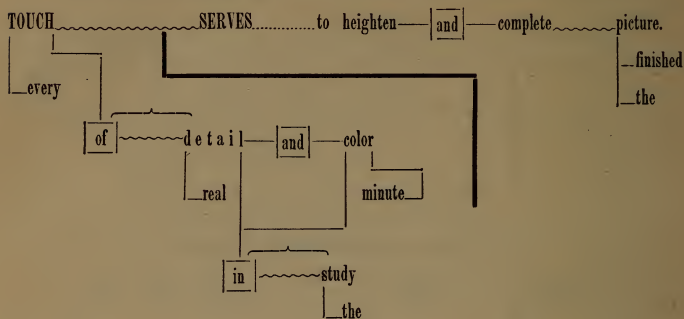 TOUCH SERVES to heighten and complete picture.
finished
every
the
of detail and color
real minute
in study
the